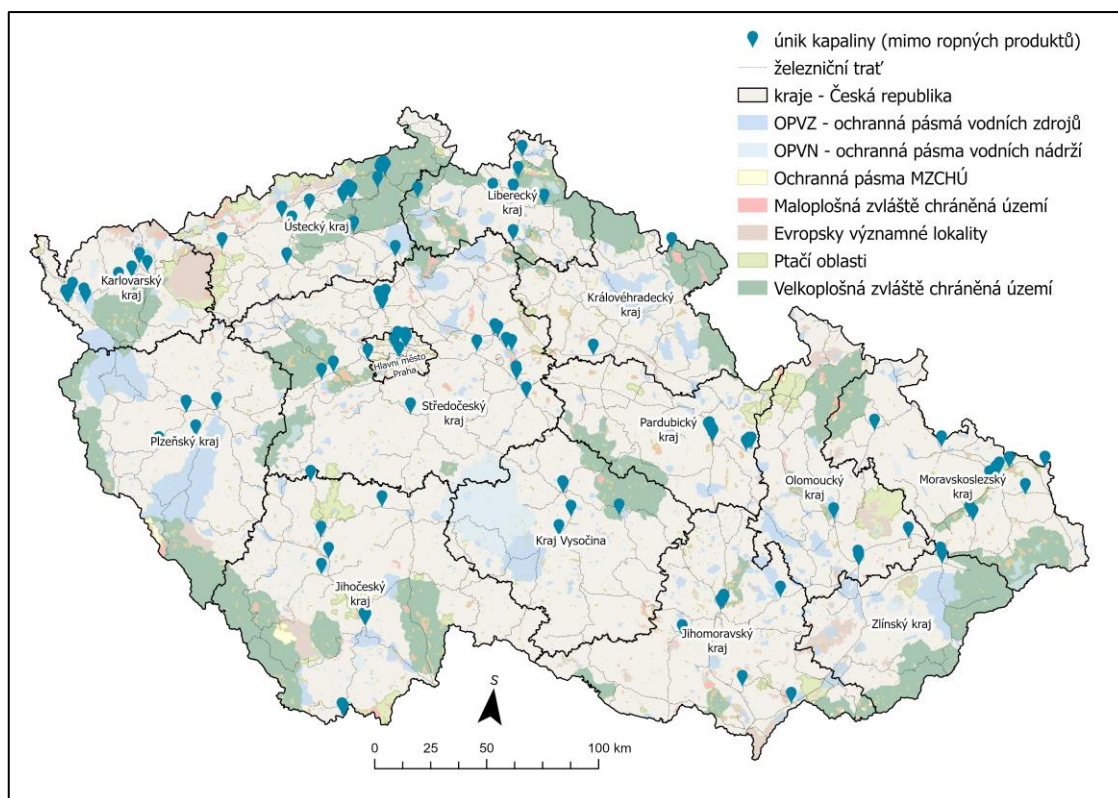 únik kapaliny (mimo ropných produktů)
železniční trať
kraje - Česká republika
OPVZ - ochranná pásmá vodních zdrojů
OPVN - ochranná pásma vodních nádrží
Ochranná pásma MZCHÚ
Maloplošná zvláště chráněná území
Evropsky významné lokality
Ptačí oblasti
Velkoplošná zvláště chráněná území
Liberecký
kraj
Ústecký kraj
Karlovarský
kraj
Královéhradecký
kraj
Hlavní město
Praha
Středočeský
kraj
Pardubický
kraj
Plzeňský kraj
Olomoucký
kraj
Moravskoslezský
kraj
Kraj Vysočina
Jihočeský
kraj
Jihomoravský
kraj
Zlínský kraj
S
0 25 50 100 km